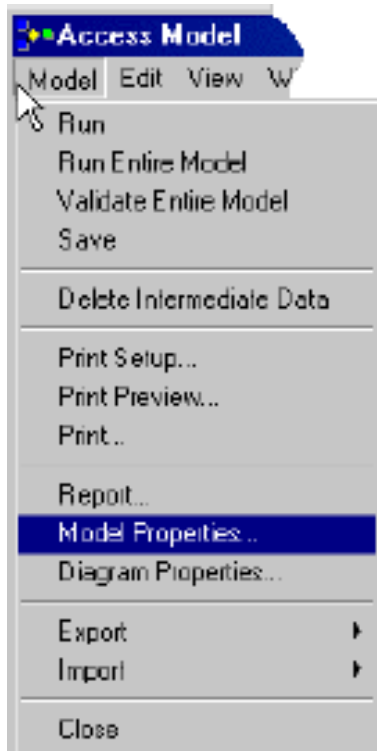 Access Model
Model Edit View W
Run
Run Entire Model
Validate Entire Model
Save
Delete Intermediate Data
Print Setup...
Print Preview...
Print...
Report...
Model Properties...
Diagram Properties...
Export
Import
Close